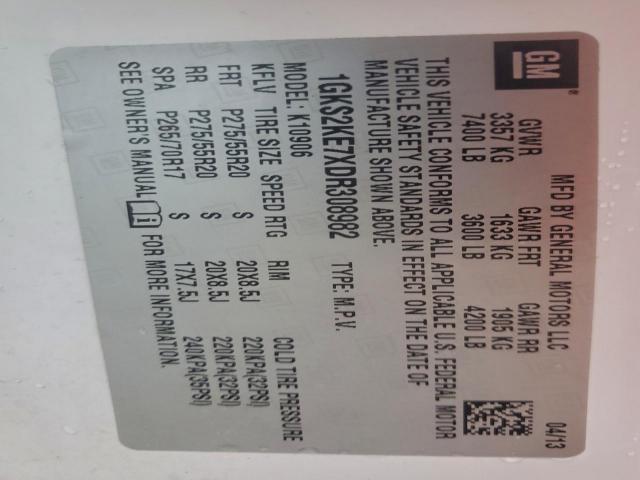 GM
®
MFD BY GENERAL MOTORS LLC 04/13
GVWR GAWR FRT GAWR RR
3357 KG 1633 KG 1905 KG
7400 LB 3600 LB 4200 LB
THIS VEHICLE CONFORMS TO ALL APPLICABLE U.S. FEDERAL MOTOR
VEHICLE SAFETY STANDARDS IN EFFECT ON THE DATE OF
MANUFACTURE SHOWN ABOVE.
1GKS2KE7XDR308982 TYPE: M.P.V.
MODEL: K10906
KFLV TIRE SIZE SPEED RTG RIM COLD TIRE PRESSURE
FRT P275/55R20 S 20X8.5J 220KPA(32PSI)
RR P275/55R20 S 20X8.5J 220KPA(32PSI)
SPA P265/70R17 S 17X7.5J 240KPA(35PSI)
SEE OWNER'S MANUAL FOR MORE INFORMATION.